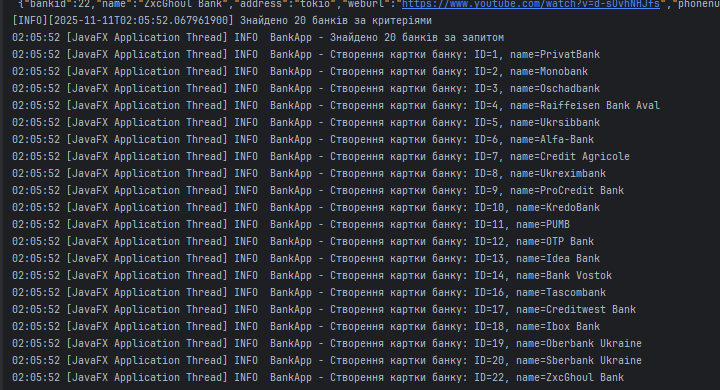 {"bankid":22,"name":"ZxcGhoul Bank","address":"tokio","weburl":"https://www.youtube.com/watch?v=d-sOvhNHJfs","phonenu
[INFO][2025-11-11T02:05:52.067961900] Знайдено 20 банків за критеріями
02:05:52 [JavaFX Application Thread] INFO  BankApp - Знайдено 20 банків за запитом
02:05:52 [JavaFX Application Thread] INFO  BankApp - Створення картки банку: ID=1, name=PrivatBank
02:05:52 [JavaFX Application Thread] INFO  BankApp - Створення картки банку: ID=2, name=Monobank
02:05:52 [JavaFX Application Thread] INFO  BankApp - Створення картки банку: ID=3, name=Oschadbank
02:05:52 [JavaFX Application Thread] INFO  BankApp - Створення картки банку: ID=4, name=Raiffeisen Bank Aval
02:05:52 [JavaFX Application Thread] INFO  BankApp - Створення картки банку: ID=5, name=Ukrsibbank
02:05:52 [JavaFX Application Thread] INFO  BankApp - Створення картки банку: ID=6, name=Alfa-Bank
02:05:52 [JavaFX Application Thread] INFO  BankApp - Створення картки банку: ID=7, name=Credit Agricole
02:05:52 [JavaFX Application Thread] INFO  BankApp - Створення картки банку: ID=8, name=Ukreximbank
02:05:52 [JavaFX Application Thread] INFO  BankApp - Створення картки банку: ID=9, name=ProCredit Bank
02:05:52 [JavaFX Application Thread] INFO  BankApp - Створення картки банку: ID=10, name=KredoBank
02:05:52 [JavaFX Application Thread] INFO  BankApp - Створення картки банку: ID=11, name=PUMB
02:05:52 [JavaFX Application Thread] INFO  BankApp - Створення картки банку: ID=12, name=OTP Bank
02:05:52 [JavaFX Application Thread] INFO  BankApp - Створення картки банку: ID=13, name=Idea Bank
02:05:52 [JavaFX Application Thread] INFO  BankApp - Створення картки банку: ID=14, name=Bank Vostok
02:05:52 [JavaFX Application Thread] INFO  BankApp - Створення картки банку: ID=16, name=Tascombank
02:05:52 [JavaFX Application Thread] INFO  BankApp - Створення картки банку: ID=17, name=Creditwest Bank
02:05:52 [JavaFX Application Thread] INFO  BankApp - Створення картки банку: ID=18, name=Ibox Bank
02:05:52 [JavaFX Application Thread] INFO  BankApp - Створення картки банку: ID=19, name=Oberbank Ukraine
02:05:52 [JavaFX Application Thread] INFO  BankApp - Створення картки банку: ID=20, name=Sberbank Ukraine
02:05:52 [JavaFX Application Thread] INFO  BankApp - Створення картки банку: ID=22, name=ZxcGhoul Bank